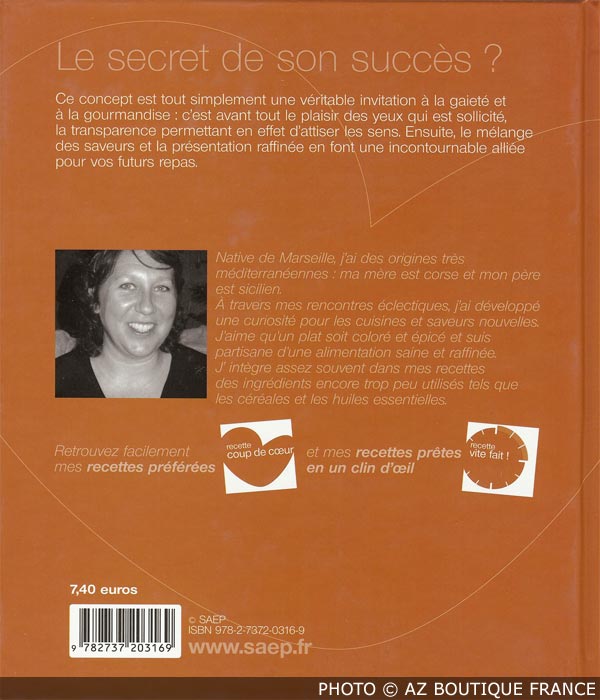 Le secret de son succès ?
Ce concept est tout simplement une véritable invitation à la gaieté et
à la gourmandise : c'est avant tout le plaisir des yeux qui est sollicité,
la transparence permettant en effet d'attiser les sens. Ensuite, le mélange
des saveurs et la présentation raffinée en font une incontournable alliée
pour vos futurs repas.
Native de Marseille, j'ai des origines très
méditerranéennes : ma mère est corse et mon père
est sicilien.
À travers mes rencontres éclectiques, j'ai développé
une curiosité pour les cuisines et saveurs nouvelles.
J'aime qu'un plat soit coloré et épicé et suis
partisane d'une alimentation saine et raffinée.
J' intègre assez souvent dans mes recettes
des ingrédients encore trop peu utilisés tels que
les céréales et les huiles essentielles.
Retrouvez facilement
mes recettes préférées
recette
coup de cœur
et mes recettes prêtes
en un clin d'œil
recette
vite fait !
7,40 euros
9 782737 203169
© SAEP
ISBN 978-2-7372-0316-9
www.saep.fr
PHOTO © AZ BOUTIQUE FRANCE